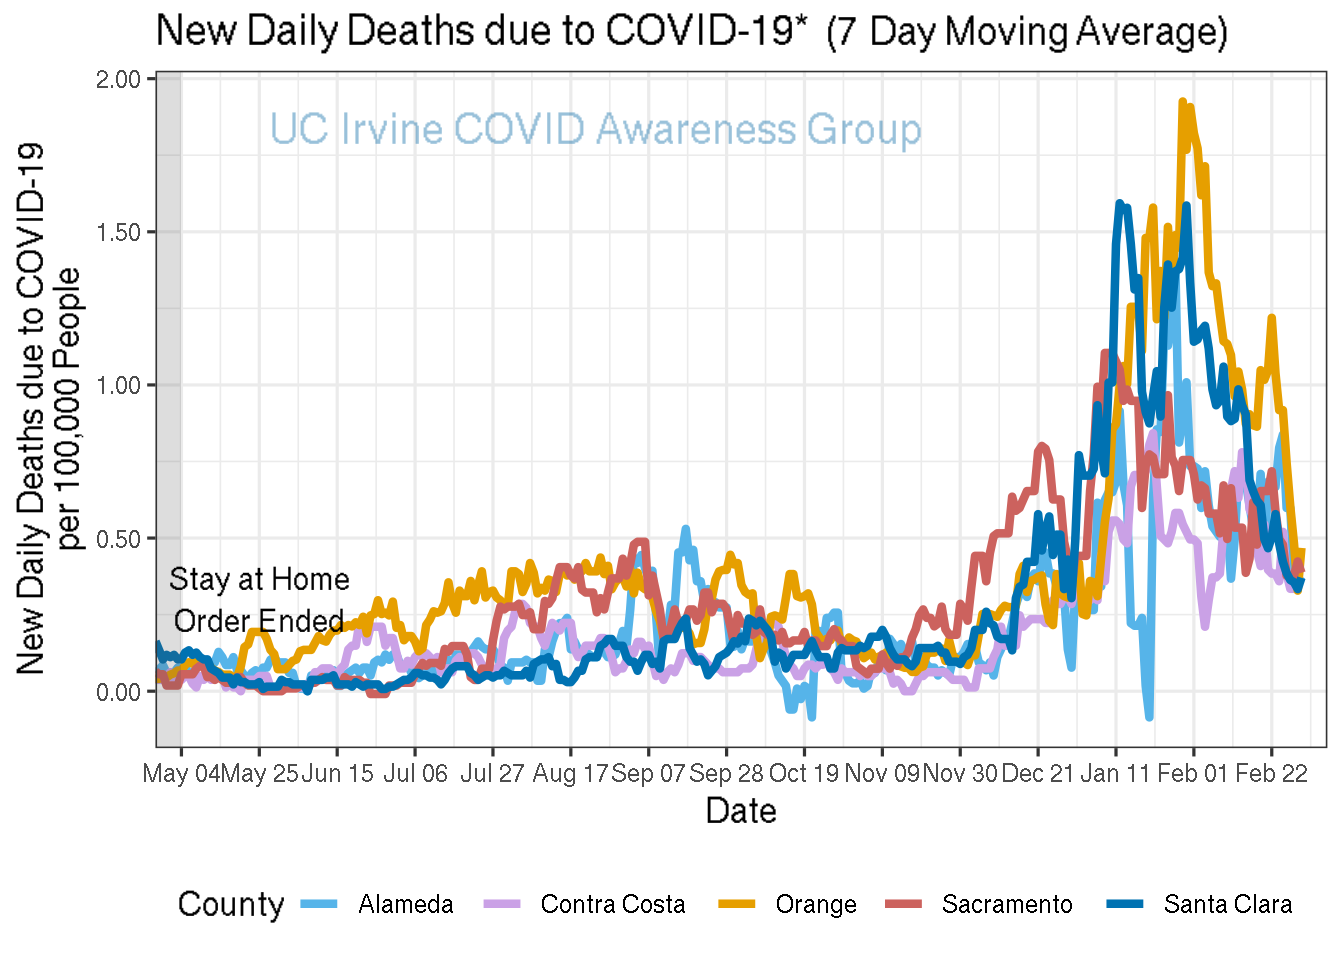 New Daily Deaths due to COVID-19* (7 Day Moving Average)
New Daily Deaths due to COVID-19
per 100,000 People
2.00
1.50
1.00
0.50
0.00
UC Irvine COVID Awareness Group
Stay at Home
Order Ended
May 04 May 25 Jun 15 Jul 06 Jul 27 Aug 17 Sep 07 Sep 28 Oct 19 Nov 09 Nov 30 Dec 21 Jan 11 Feb 01 Feb 22
Date
County Alameda Contra Costa Orange Sacramento Santa Clara